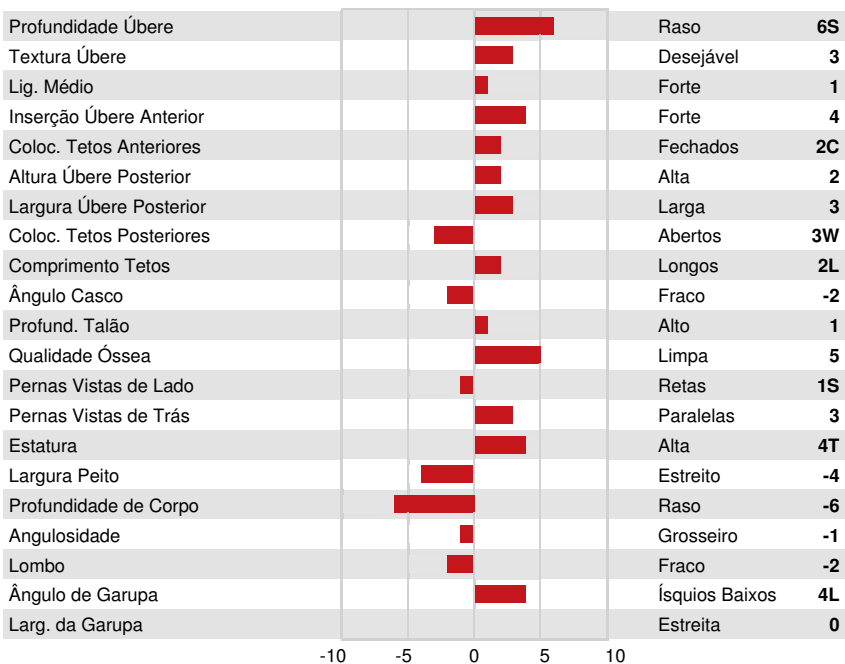 Profundidade Úbere Raso 6S
Textura Úbere Desejável 3
Lig. Médio Forte 1
Inserção Úbere Anterior Forte 4
Coloc. Tetos Anteriores Fechados 2C
Altura Úbere Posterior Alta 2
Largura Úbere Posterior Larga 3
Coloc. Tetos Posteriores Abertos 3W
Comprimento Tetos Longos 2L
Ângulo Casco Fraco -2
Profund. Talão Alto 1
Qualidade Óssea Limpa 5
Pernas Vistas de Lado Retas 1S
Pernas Vistas de Trás Paralelas 3
Estatura Alta 4T
Largura Peito Estreito -4
Profundidade de Corpo Raso -6
Angulosidade Grosseiro -1
Lombo Fraco -2
Ângulo de Garupa Ísquios Baixos 4L
Larg. da Garupa Estreita 0
-10 -5 0 5 10